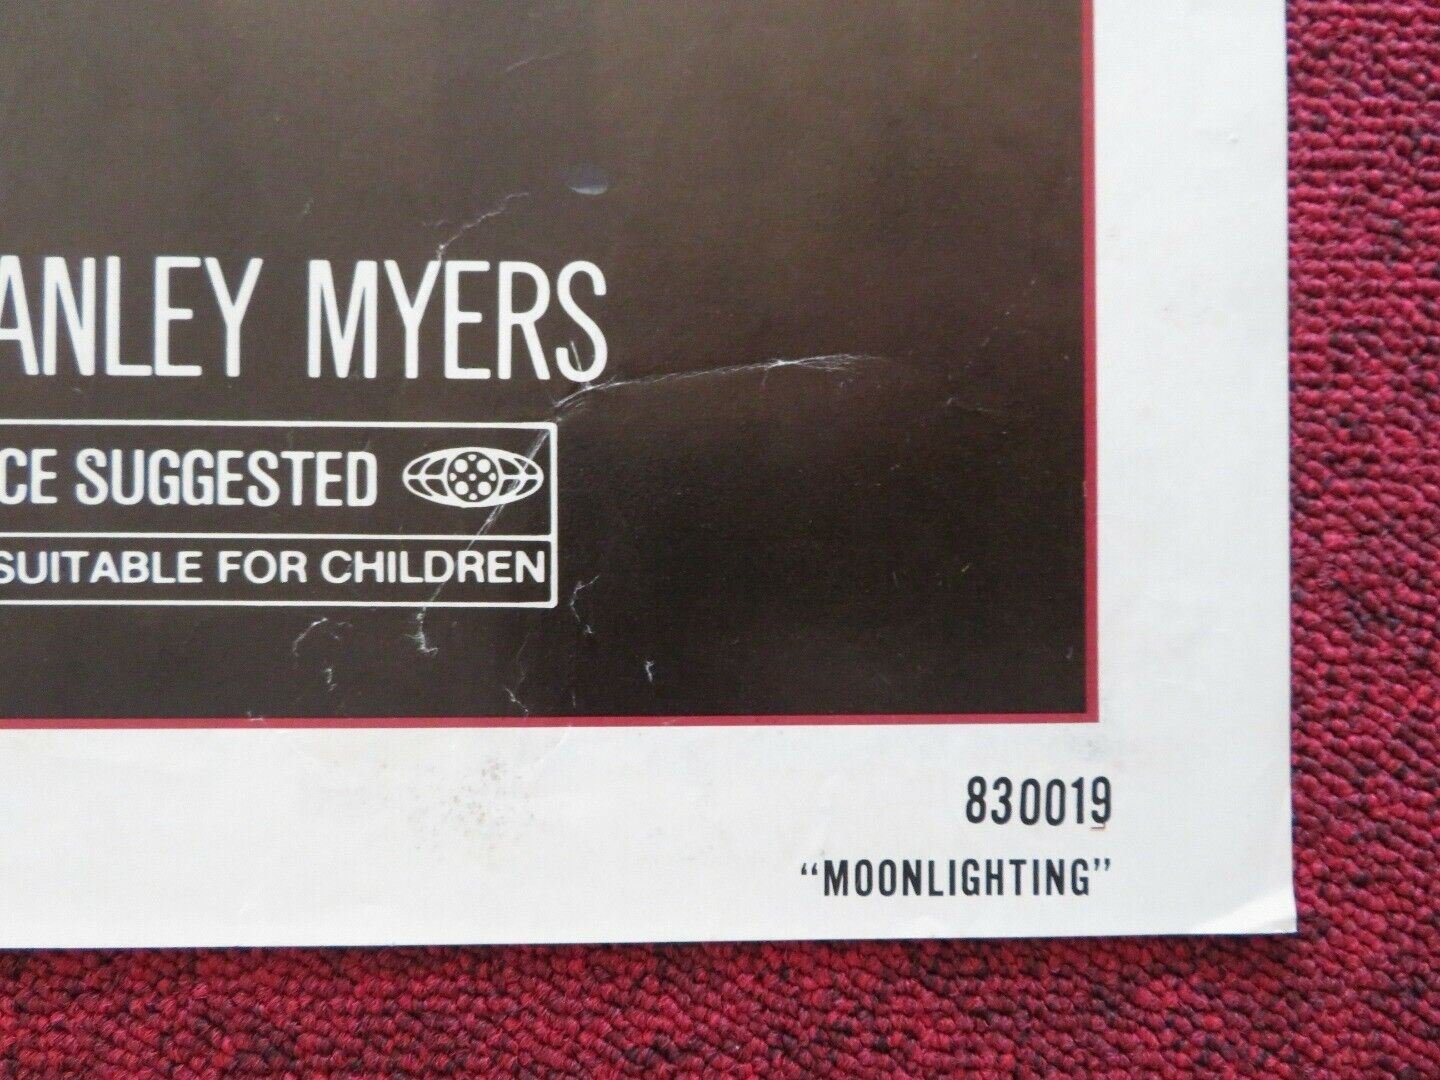 ANLEY MYERS
CE SUGGESTED
SUITABLE FOR CHILDREN
830019
"MOONLIGHTING"